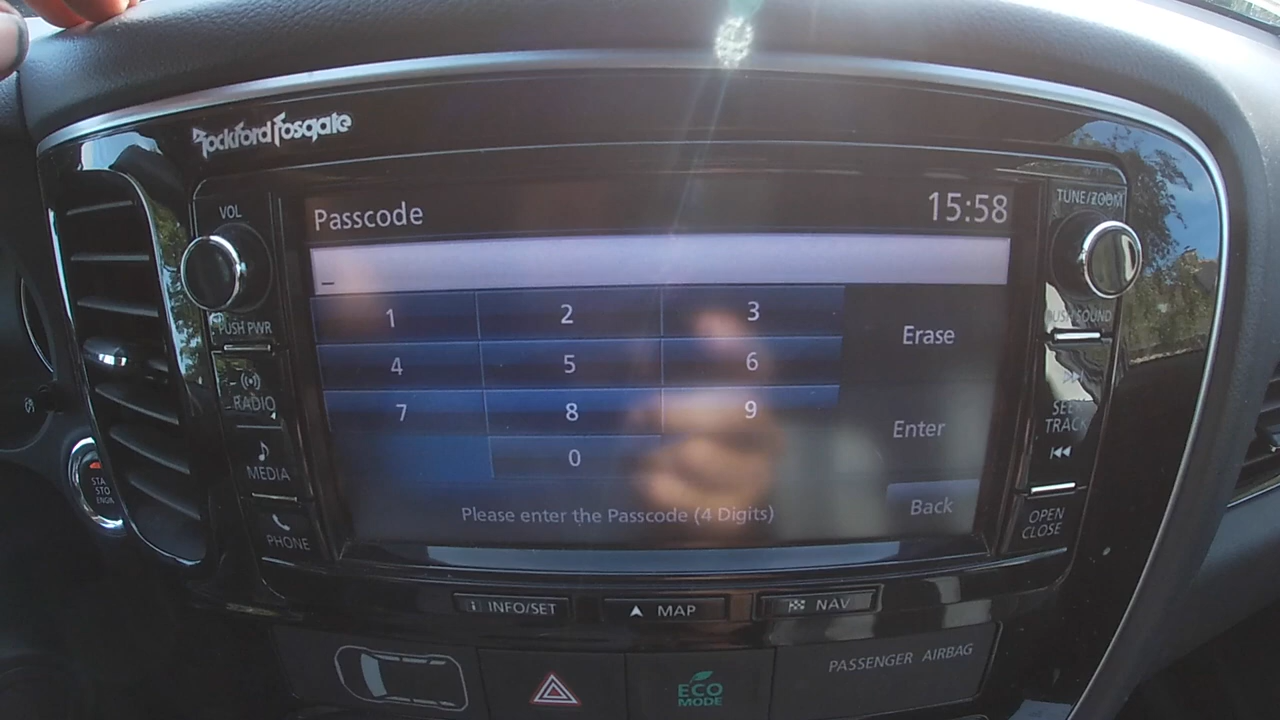 Rockford Fosgate
VOL
TUNE/ZOOM
Passcode
15:58
_
1 2 3
Erase
4 5 6
7 8 9
Enter
0
Back
Please enter the Passcode (4 Digits)
PUSH PWR
RADIO
MEDIA
PHONE
PUSH SOUND
TRACK
OPEN
CLOSE
STA
STO
ENGI
i INFO/SET
MAP
NAV
ECO
MODE
PASSENGER AIRBAG